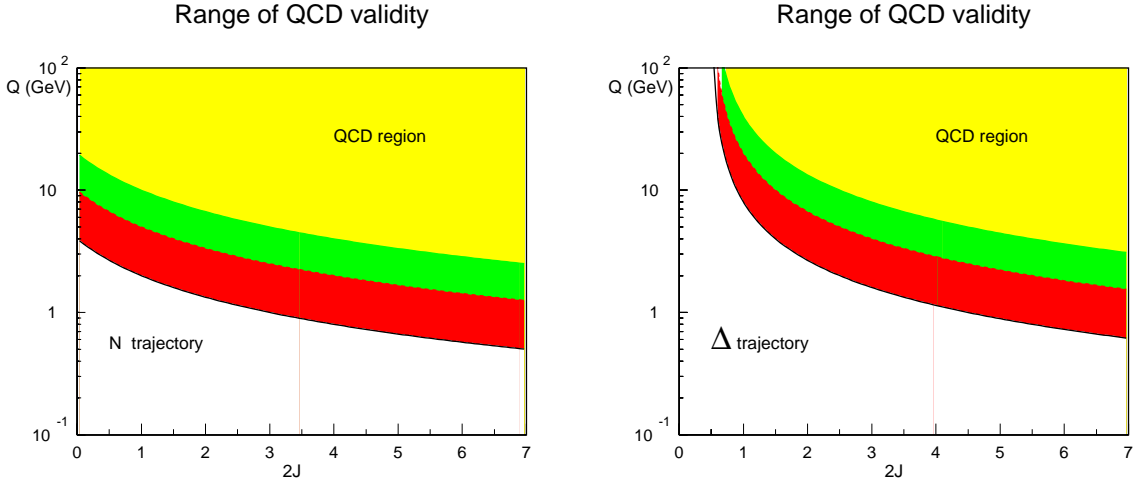 Range of QCD validity
10 2
Q (GeV)
QCD region
10
1
N trajectory
10 -1
0 1 2 3 4 5 6 7
2J
Range of QCD validity
10 2
Q (GeV)
QCD region
10
1
Δ trajectory
10 -1
0 1 2 3 4 5 6 7
2J